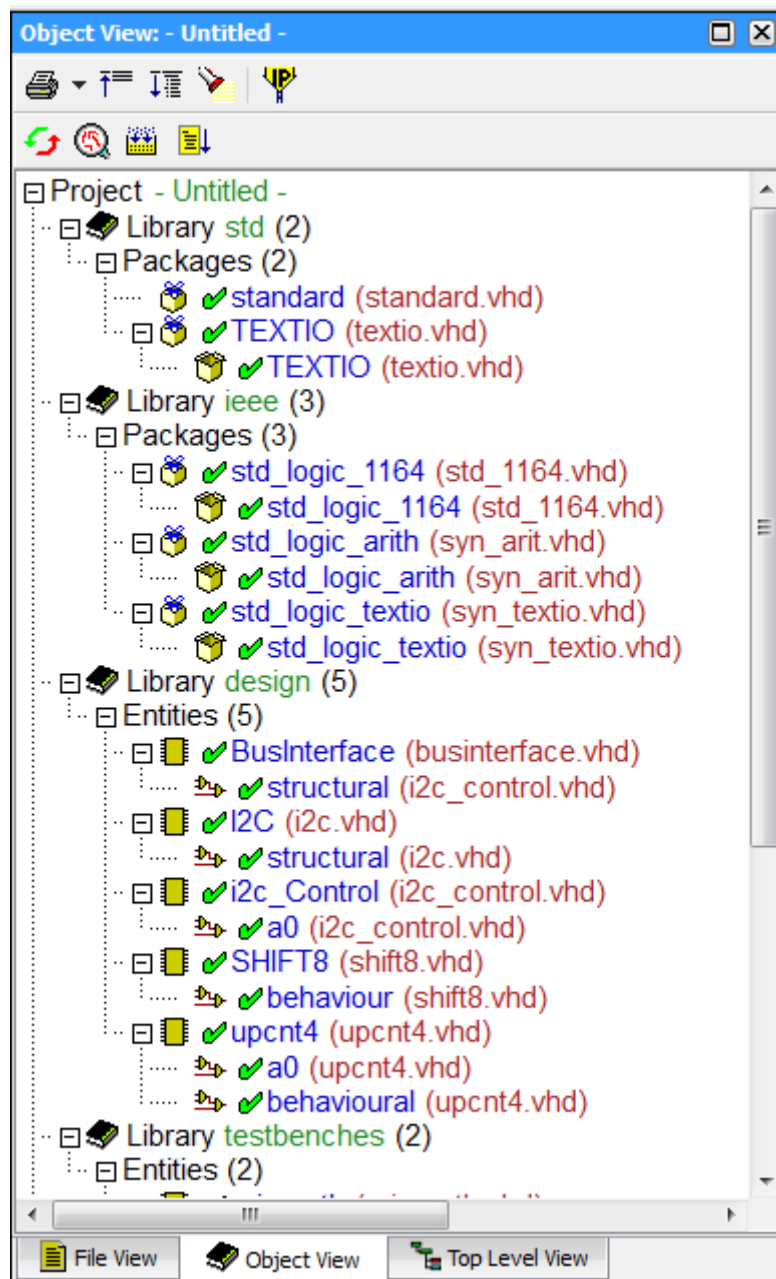 Object View: - Untitled -
IP
Project - Untitled -
Library std (2)
Packages (2)
standard (standard.vhd)
TEXTIO (textio.vhd)
TEXTIO (textio.vhd)
Library ieee (3)
Packages (3)
std_logic_1164 (std_1164.vhd)
std_logic_1164 (std_1164.vhd)
std_logic_arith (syn_arit.vhd)
std_logic_arith (syn_arit.vhd)
std_logic_textio (syn_textio.vhd)
std_logic_textio (syn_textio.vhd)
Library design (5)
Entities (5)
BusInterface (businterface.vhd)
structural (i2c_control.vhd)
I2C (i2c.vhd)
structural (i2c.vhd)
i2c_Control (i2c_control.vhd)
a0 (i2c_control.vhd)
SHIFT8 (shift8.vhd)
behaviour (shift8.vhd)
upcnt4 (upcnt4.vhd)
a0 (upcnt4.vhd)
behavioural (upcnt4.vhd)
Library testbenches (2)
Entities (2)
File View Object View Top Level View